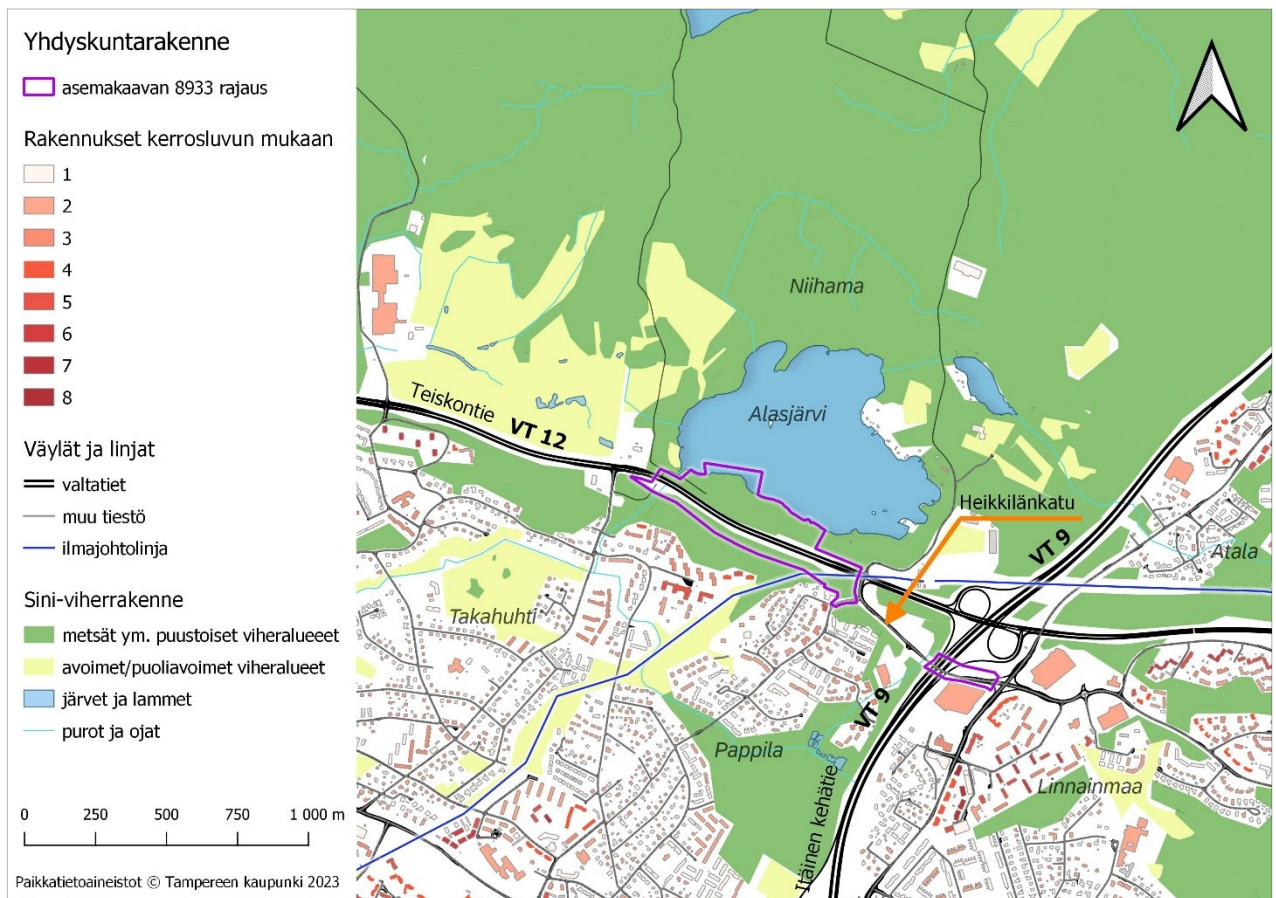 Yhdyskuntarakenne
asemakaavan 8933 rajaus
Rakennukset kerrosluvun mukaan
1
2
3
4
5
6
7
8
Väylät ja linjat
valtatiet
muu tiestö
ilmajohtolinja
Sini-viherrakenne
metsät ym. puustoiset viheralueeet
avoimet/puoliavoimet viheralueet
järvet ja lammet
purot ja ojat
0 250 500 750 1 000 m
Paikkatietoaineistot © Tampereen kaupunki 2023
Niihama
Teiskontie VT 12
Alasjärvi
Heikkilänkatu
VT 9
Atala
Takahuhti
VT 9
Pappila
Linnainmaa
Itäinen kehätie